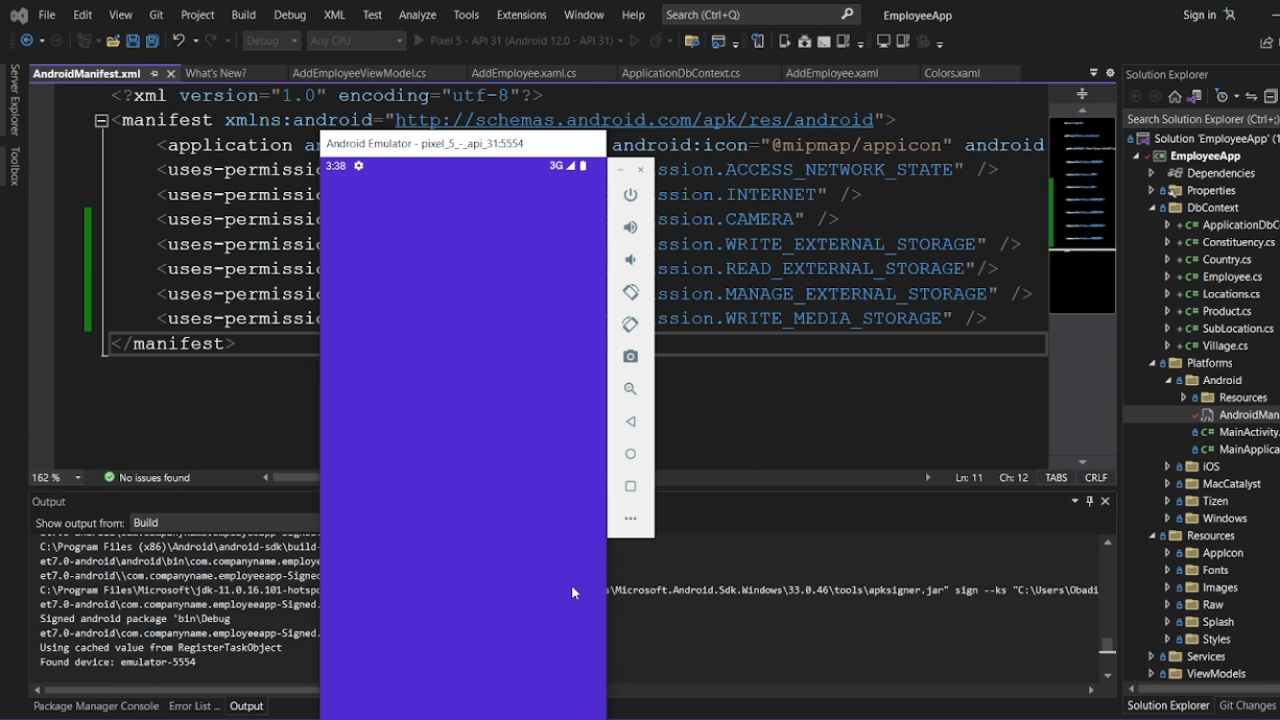 File Edit View Git Project Build Debug XML Test Analyze Tools Extensions Window Help Search (Ctrl+Q) EmployeeApp Sign in
Debug Any CPU Pixel 5 - API 31 (Android 12.0 - API 31)
AndroidManifest.xml What's New? AddEmployeeViewModel.cs AddEmployee.xaml.cs ApplicationDbContext.cs AddEmployee.xaml Colors.xaml
Server Explorer
Toolbox
<?xml version="1.0" encoding="utf-8"?>
<manifest xmlns:android="http://schemas.android.com/apk/res/android">
<application android:icon="@mipmap/appicon" android
<uses-permissi ssion.ACCESS_NETWORK_STATE" />
<uses-permissi ssion.INTERNET" />
<uses-permissi ssion.CAMERA" />
<uses-permissi ssion.WRITE_EXTERNAL_STORAGE" />
<uses-permissi ssion.READ_EXTERNAL_STORAGE"/>
<uses-permissi ssion.MANAGE_EXTERNAL_STORAGE" />
<uses-permissi ssion.WRITE_MEDIA_STORAGE" />
</manifest>
Android Emulator - pixel_5_-_api_31:5554
3:38 3G
162 % No issues found Ln: 11 Ch: 12 TABS CRLF
Output
Show output from: Build
C:\Program Files (x86)\Android\android-sdk\build-
et7.0-android\android\bin\com.companyname.employe
et7.0-android\\com.companyname.employeeapp-Signed
C:\Program Files\Microsoft\jdk-11.0.16.101-hotsp s\Microsoft.Android.Sdk.Windows\33.0.46\tools\apksigner.jar" sign --ks "C:\Users\Obadi
et7.0-android\com.companyname.employeeapp-Signed.
Signed android package 'bin\Debug
et7.0-android\com.companyname.employeeapp-Signed.
Using cached value from RegisterTaskObject
Found device: emulator-5554
Package Manager Console Error List ... Output
Solution Explorer
Search Solution Explorer (Ctrl+;)
Solution 'EmployeeApp'
EmployeeApp
Dependencies
Properties
DbContext
ApplicationDbC
Constituency.cs
Country.cs
Employee.cs
Locations.cs
Product.cs
SubLocation.cs
Village.cs
Platforms
Android
Resources
AndroidMan
MainActivity.
MainApplica
iOS
MacCatalyst
Tizen
Windows
Resources
AppIcon
Fonts
Images
Raw
Splash
Styles
Services
ViewModels
Solution Explorer Git Changes